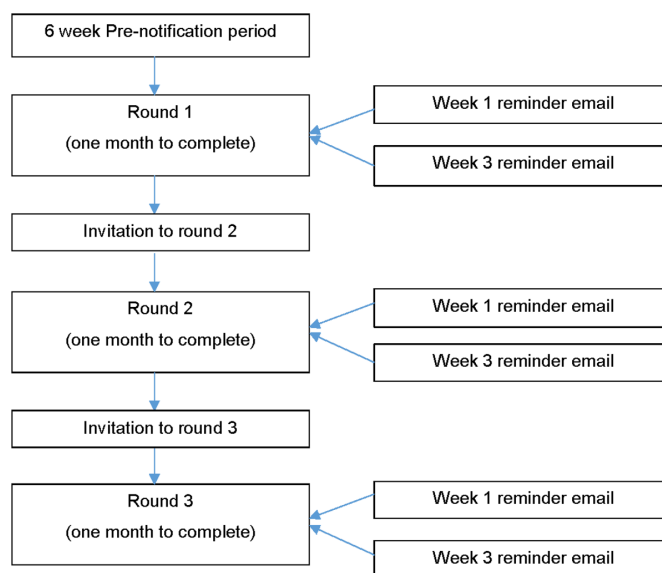 6 week Pre-notification period
Round 1
(one month to complete)
Week 1 reminder email
Week 3 reminder email
Invitation to round 2
Round 2
(one month to complete)
Week 1 reminder email
Week 3 reminder email
Invitation to round 3
Round 3
(one month to complete)
Week 1 reminder email
Week 3 reminder email